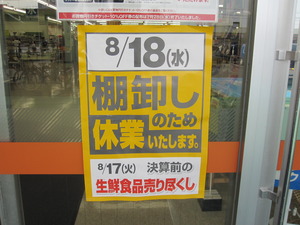 8/18(水)
棚卸し
のため
休業いたします。
8/17(火) 決算前の
生鮮食品売り尽くし